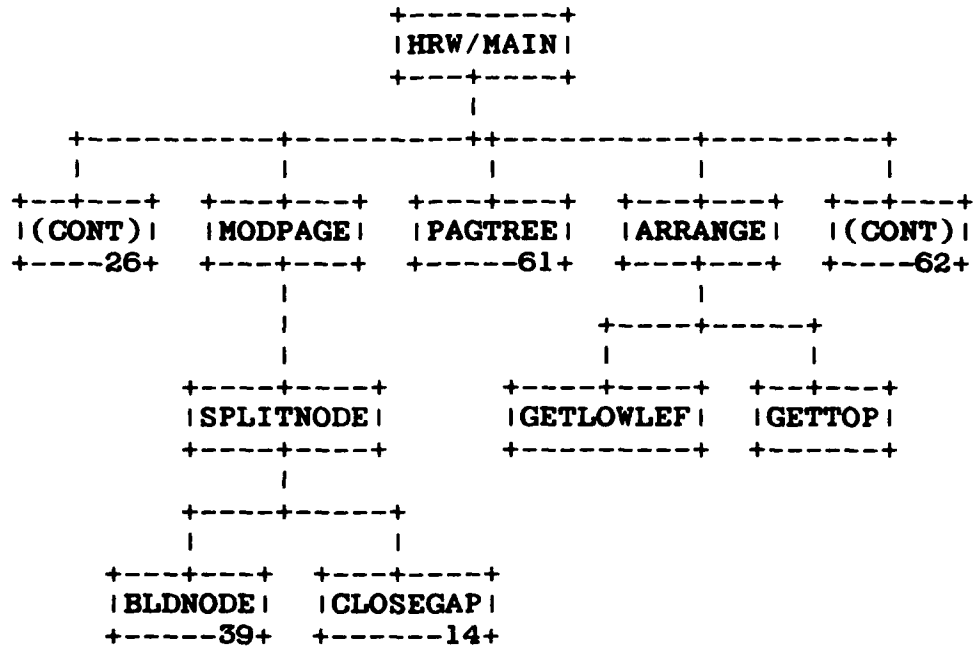 HRW/MAIN
(CONT) MODPAGE PAGTREE ARRANGE (CONT)
26 61 62
SPLITNODE GETLOWLEF GETTOP
BLDNODE CLOSEGAP
39 14